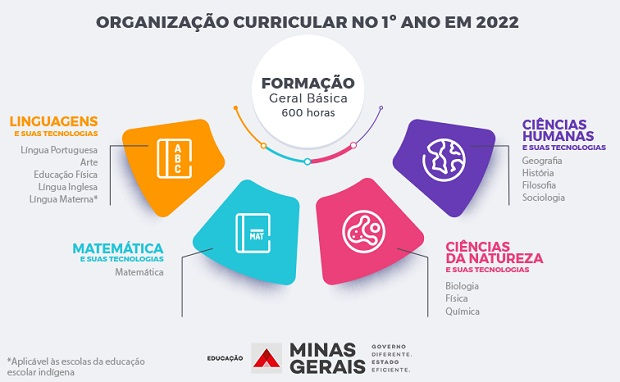 ORGANIZAÇÃO CURRICULAR NO 1º ANO EM 2022
FORMAÇÃO
Geral Básica
600 horas
LINGUAGENS
E SUAS TECNOLOGIAS
Língua Portuguesa
Arte
Educação Física
Língua Inglesa
Língua Materna*
A
B
C
MATEMÁTICA
E SUAS TECNOLOGIAS
Matemática
MAT
CIÊNCIAS
DA NATUREZA
E SUAS TECNOLOGIAS
Biologia
Física
Química
CIÊNCIAS
HUMANAS
E SUAS TECNOLOGIAS
Geografia
História
Filosofia
Sociologia
*Aplicável às escolas da educação
escolar indígena
EDUCAÇÃO
MINAS
GERAIS
GOVERNO
DIFERENTE.
ESTADO
EFICIENTE.